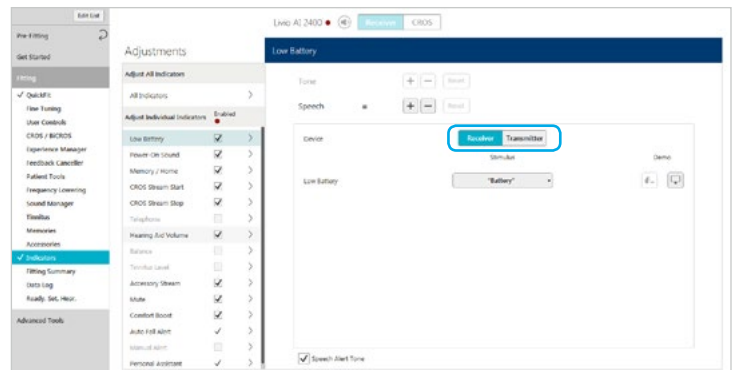 Edit List
Livio AI 2400
Receiver CROS
Pre-Fitting
Get Started
Fitting
QuickFit
Fine Tuning
User Controls
CROS / BiCROS
Experience Manager
Feedback Canceller
Patient Tools
Frequency Lowering
Sound Manager
Tinnitus
Memories
Accessories
Indicators
Fitting Summary
Data Log
Ready. Set. Hear.
Advanced Tools
Adjustments
Adjust All Indicators
All Indicators
Adjust Individual Indicators Enabled
Low Battery
Power-On Sound
Memory / Home
CROS Stream Start
CROS Stream Stop
Telephone
Hearing Aid Volume
Balance
Tinnitus Level
Accessory Stream
Mute
Comfort Boost
Auto Fall Alert
Manual Alert
Personal Assistant
Low Battery
Tone + − Reset
Speech + − Reset
Device Receiver Transmitter
Stimulus Demo
Low Battery "Battery"
Speech Alert Tone